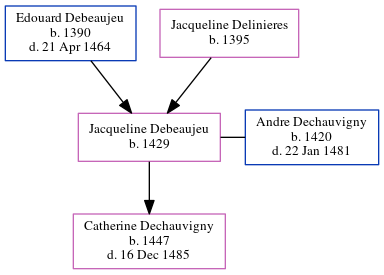 Edouard Debeaujeu
b. 1390
d. 21 Apr 1464
Jacqueline Delinieres
b. 1395
Jacqueline Debeaujeu
b. 1429
Andre Dechauvigny
b. 1420
d. 22 Jan 1481
Catherine Dechauvigny
b. 1447
d. 16 Dec 1485